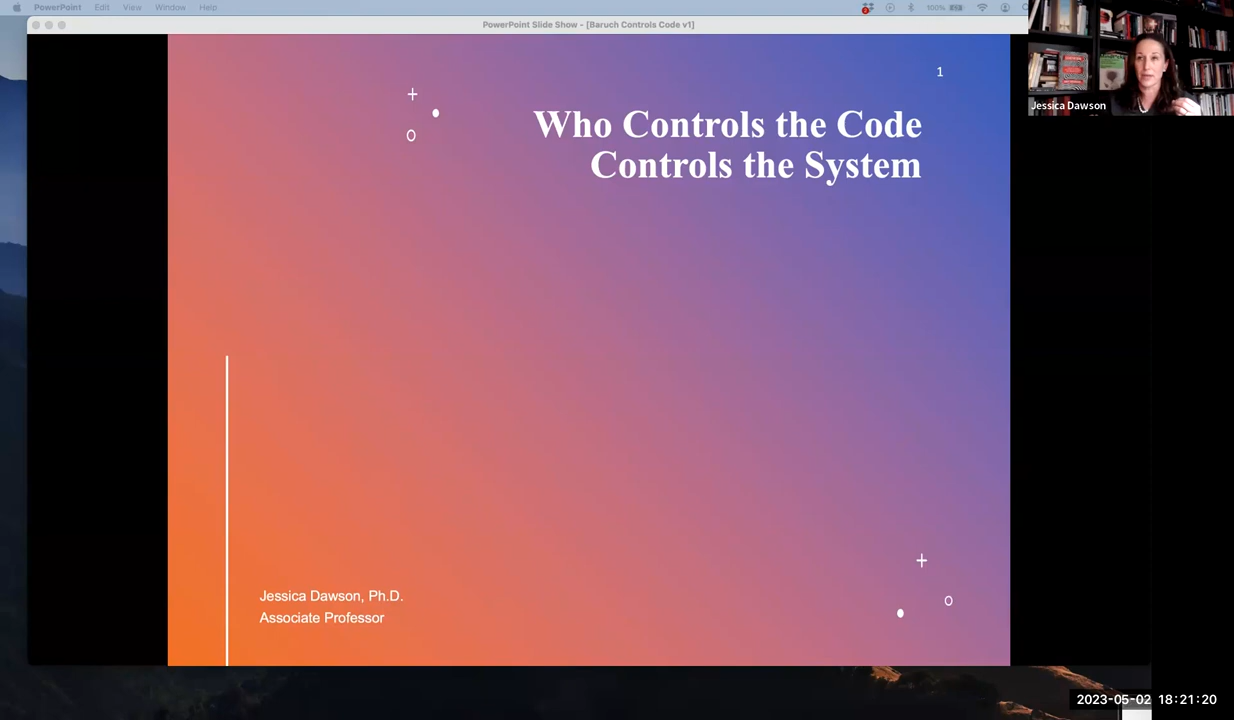 PowerPoint Edit View Window Help
100%
PowerPoint Slide Show - [Baruch Controls Code v1]
1
Who Controls the Code
Controls the System
Jessica Dawson
Jessica Dawson, Ph.D.
Associate Professor
2023-05-02 18:21:20